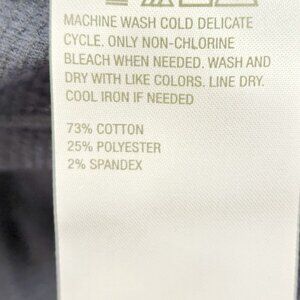 MACHINE WASH COLD DELICATE
CYCLE. ONLY NON-CHLORINE
BLEACH WHEN NEEDED. WASH AND
DRY WITH LIKE COLORS. LINE DRY.
COOL IRON IF NEEDED
73% COTTON
25% POLYESTER
2% SPANDEX